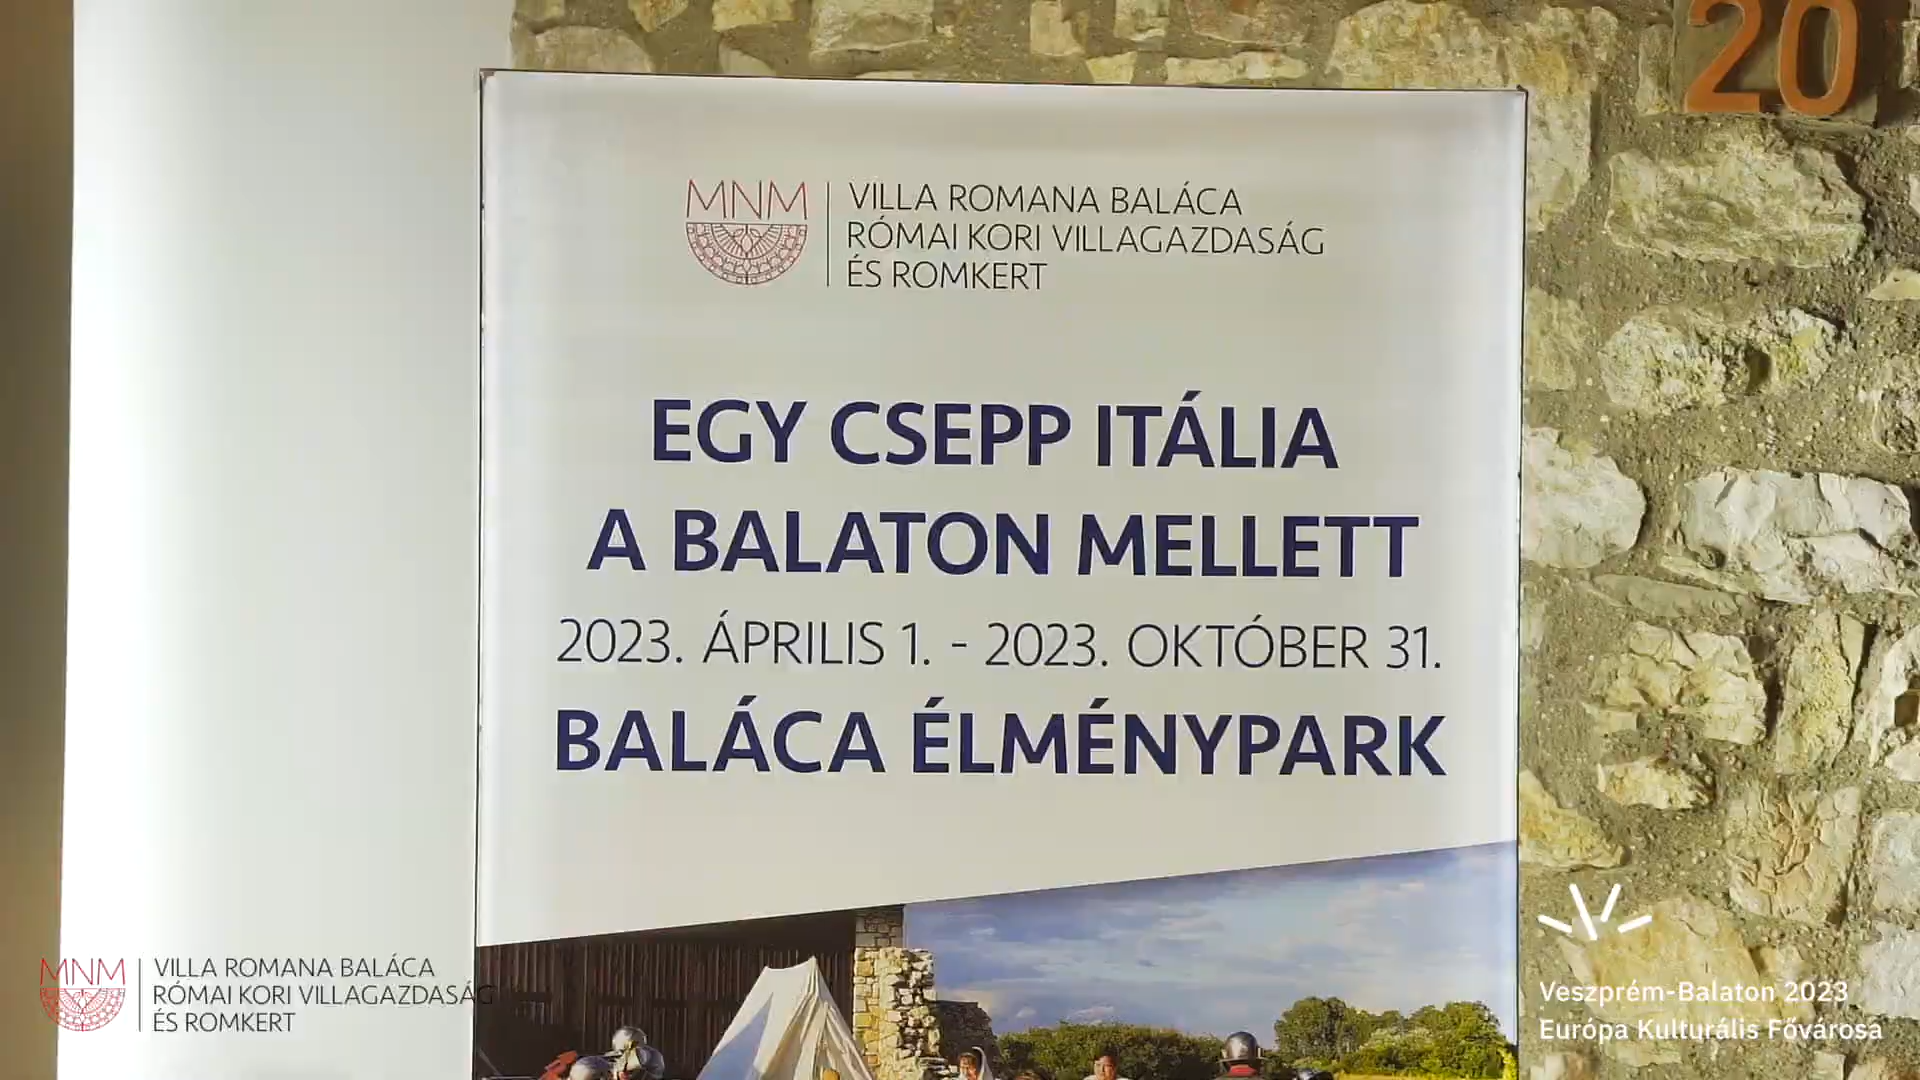 20
MNM
VILLA ROMANA BALÁCA
RÓMAI KORI VILLAGAZDASÁG
ÉS ROMKERT
EGY CSEPP ITÁLIA
A BALATON MELLETT
2023. ÁPRILIS 1. - 2023. OKTÓBER 31.
BALÁCA ÉLMÉNYPARK
MNM
VILLA ROMANA BALÁCA
RÓMAI KORI VILLAGAZDASÁG
ÉS ROMKERT
Veszprém-Balaton 2023
Európa Kulturális Fővárosa